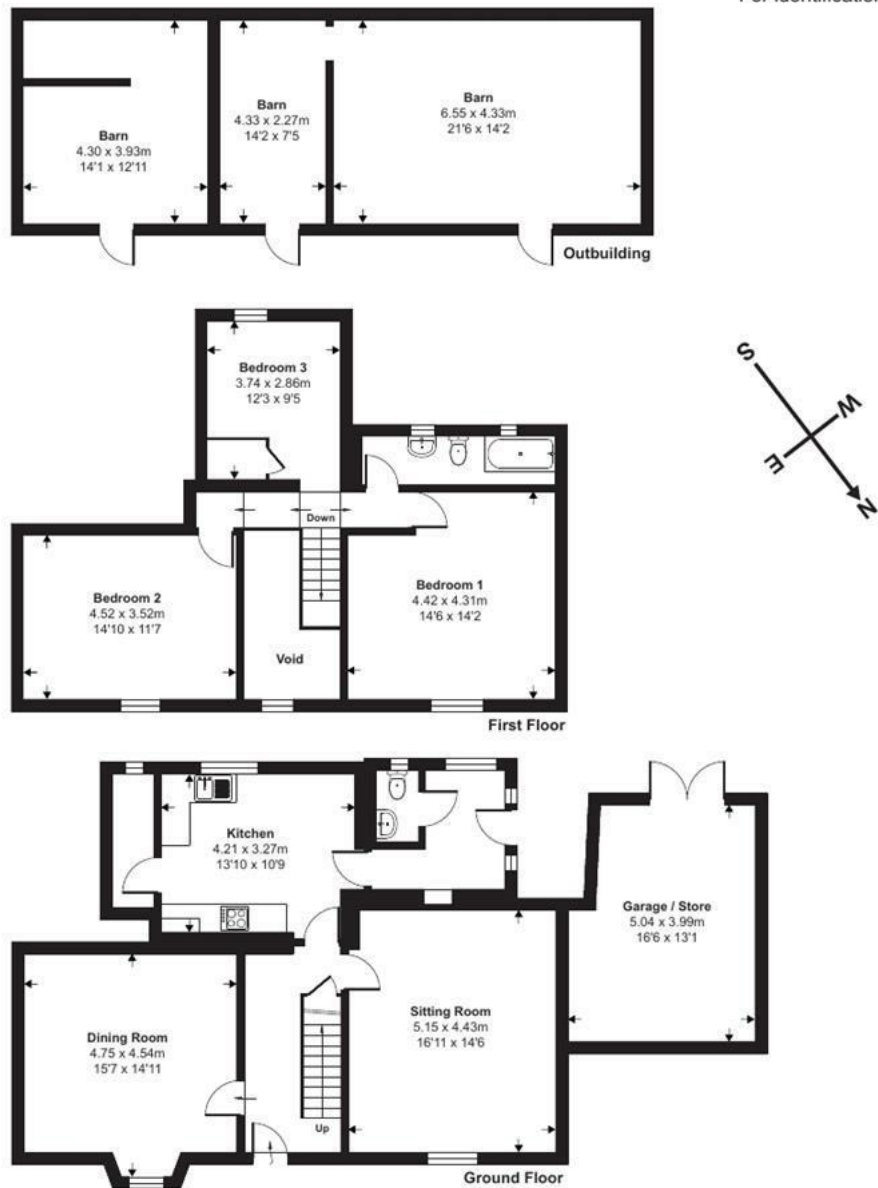 Barn
4.30 x 3.93m
14'1 x 12'11
Barn
4.33 x 2.27m
14'2 x 7'5
Barn
6.55 x 4.33m
21'6 x 14'2
Outbuilding
Bedroom 3
3.74 x 2.86m
12'3 x 9'5
Down
Bedroom 2
4.52 x 3.52m
14'10 x 11'7
Void
Bedroom 1
4.42 x 4.31m
14'6 x 14'2
First Floor
S
W
E
N
Kitchen
4.21 x 3.27m
13'10 x 10'9
Garage / Store
5.04 x 3.99m
16'6 x 13'1
Dining Room
4.75 x 4.54m
15'7 x 14'11
Sitting Room
5.15 x 4.43m
16'11 x 14'6
Up
Ground Floor